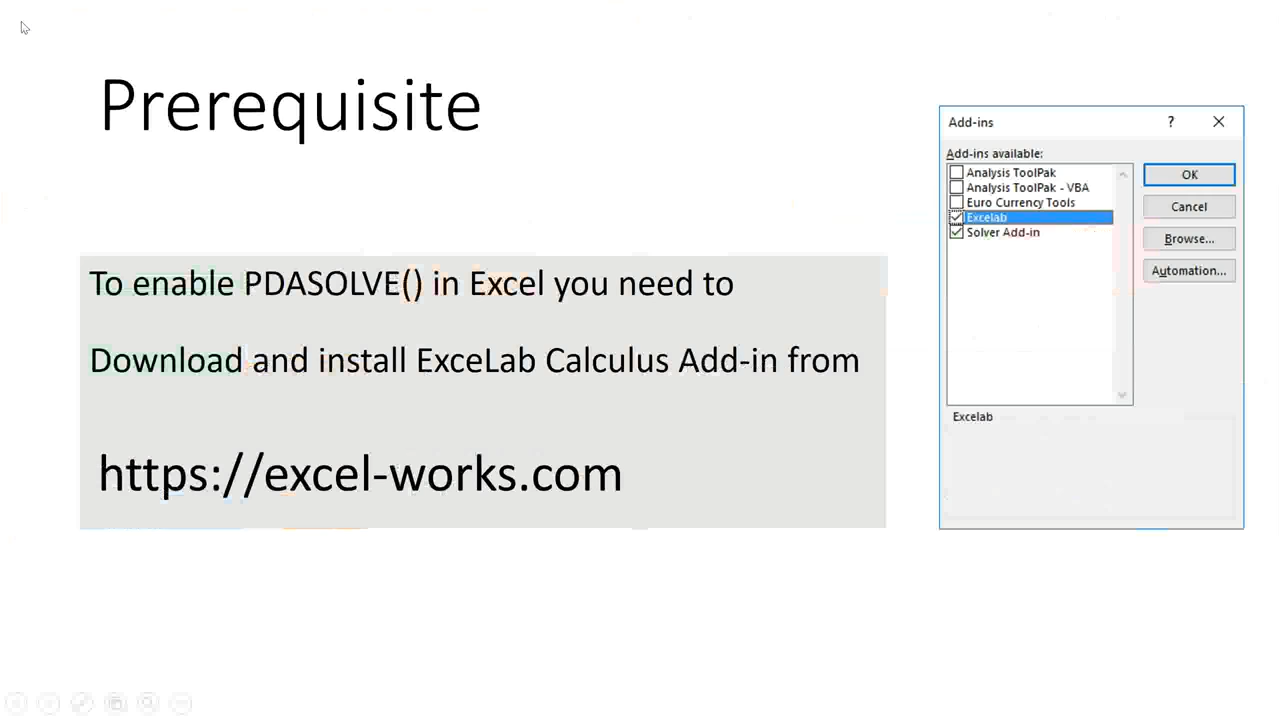 Prerequisite
To enable PDASOLVE() in Excel you need to
Download and install ExceLab Calculus Add-in from
https://excel-works.com
Add-ins
?
Add-ins available:
Analysis ToolPak
Analysis ToolPak - VBA
Euro Currency Tools
Excelab
Solver Add-in
OK
Cancel
Browse...
Automation...
Excelab